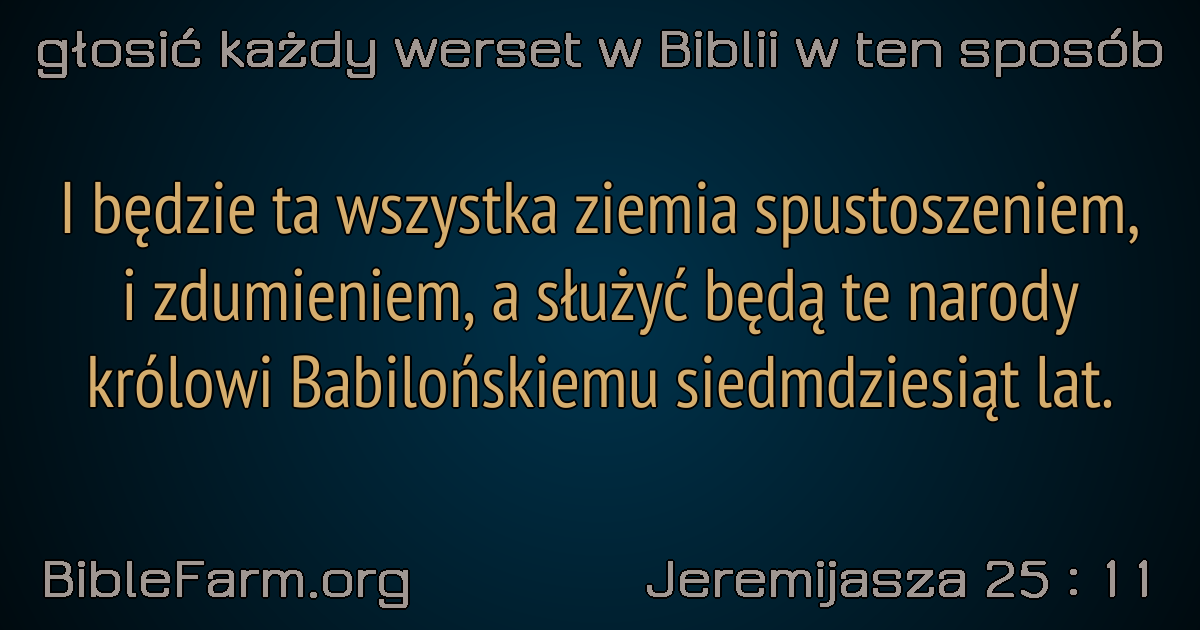 głosić każdy werset w Biblii w ten sposób
I będzie ta wszystka ziemia spustoszeniem,
i zdumieniem, a służyć będą te narody
królowi Babilońskiemu siedmdziesiąt lat.
BibleFarm.org
Jeremijasza 25 : 11